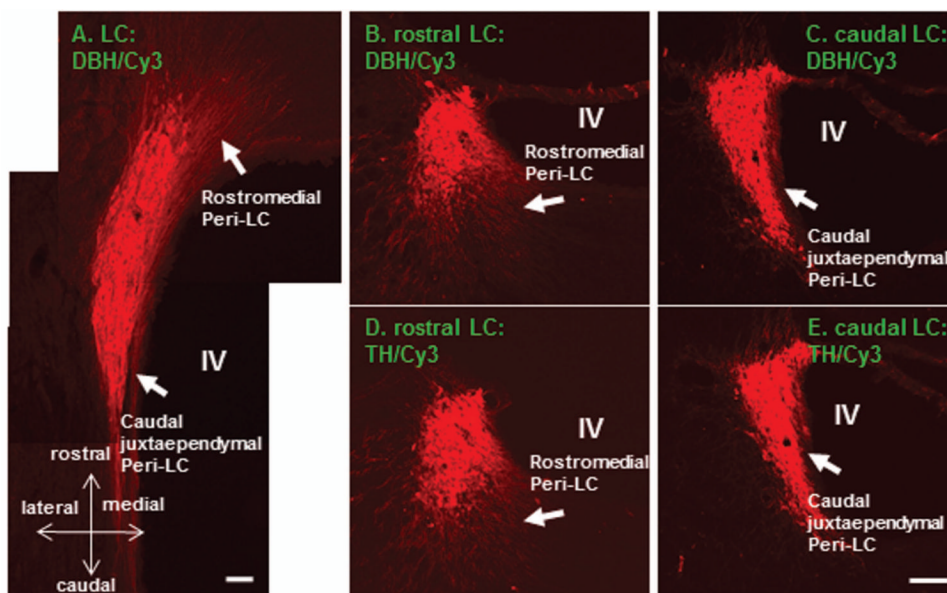 A. LC:
DBH/Cy3
Rostromedial
Peri-LC
IV
Caudal
juxtaependymal
Peri-LC
rostral
lateral
medial
caudal
B. rostral LC:
DBH/Cy3
IV
Rostromedial
Peri-LC
C. caudal LC:
DBH/Cy3
IV
Caudal
juxtaependymal
Peri-LC
D. rostral LC:
TH/Cy3
IV
Rostromedial
Peri-LC
E. caudal LC:
TH/Cy3
IV
Caudal
juxtaependymal
Peri-LC